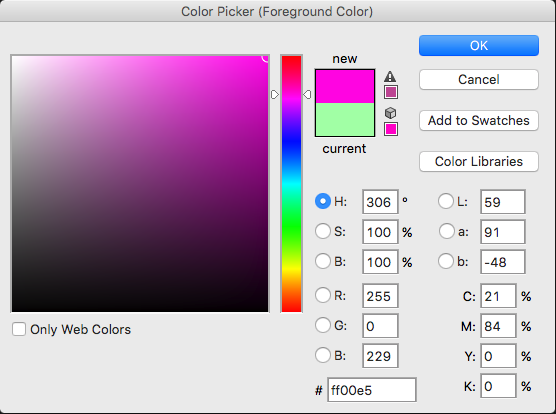 Color Picker (Foreground Color)
new
current
OK
Cancel
Add to Swatches
Color Libraries
H: 306 °
S: 100 %
B: 100 %
R: 255
G: 0
B: 229
# ff00e5
L: 59
a: 91
b: -48
C: 21 %
M: 84 %
Y: 0 %
K: 0 %
Only Web Colors